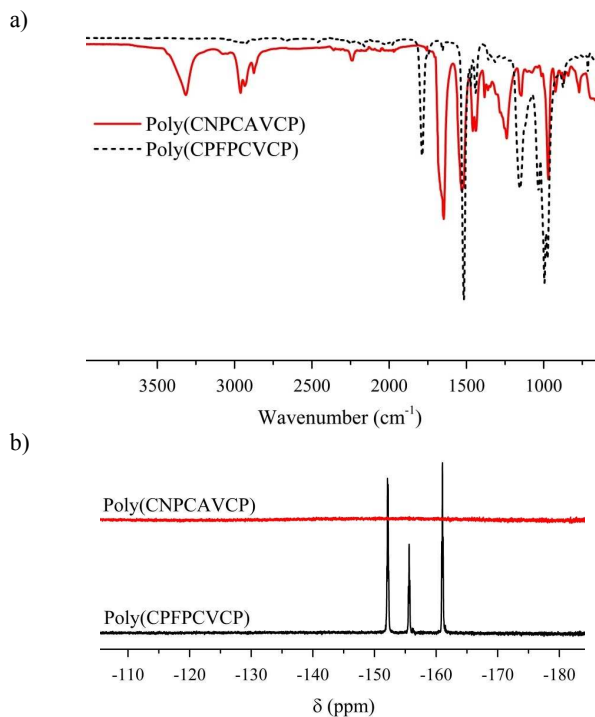 a)
Poly(CNPCAVCP)
Poly(CPFPCVCP)
3500 3000 2500 2000 1500 1000
Wavenumber (cm⁻¹)
b)
Poly(CNPCAVCP)
Poly(CPFPCVCP)
-110 -120 -130 -140 -150 -160 -170 -180
δ (ppm)